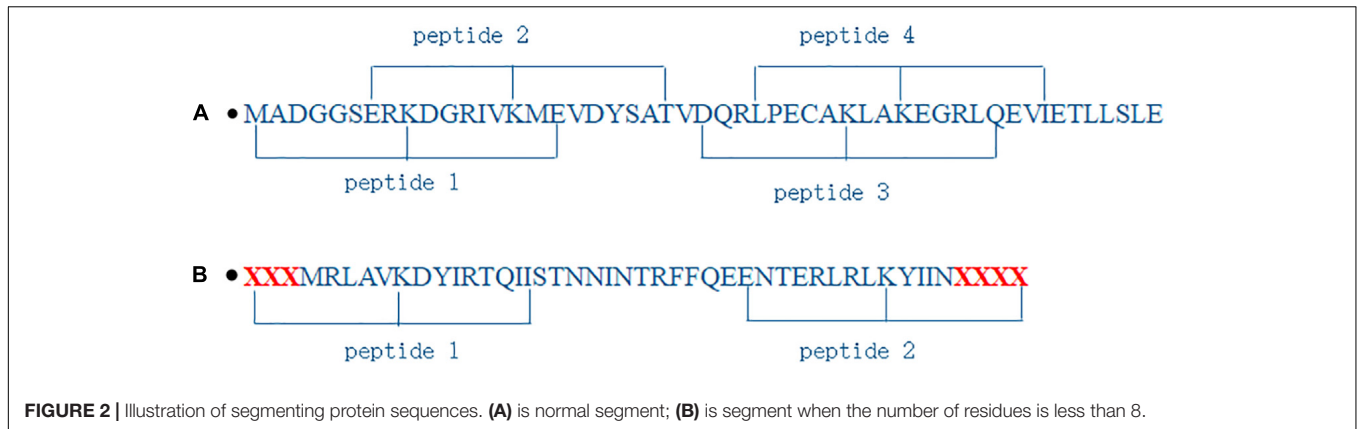 peptide 2 peptide 4
A • MADGGSERKDGRIVKMEVDYSATVDQRLPECAKLAKEGRLQEVIETLLSLE
peptide 1 peptide 3
B • XXXMRLAVKDYIRTQIISTNNINTRFFQEENTERLRLKYIINXXXX
peptide 1 peptide 2
FIGURE 2 | Illustration of segmenting protein sequences. (A) is normal segment; (B) is segment when the number of residues is less than 8.